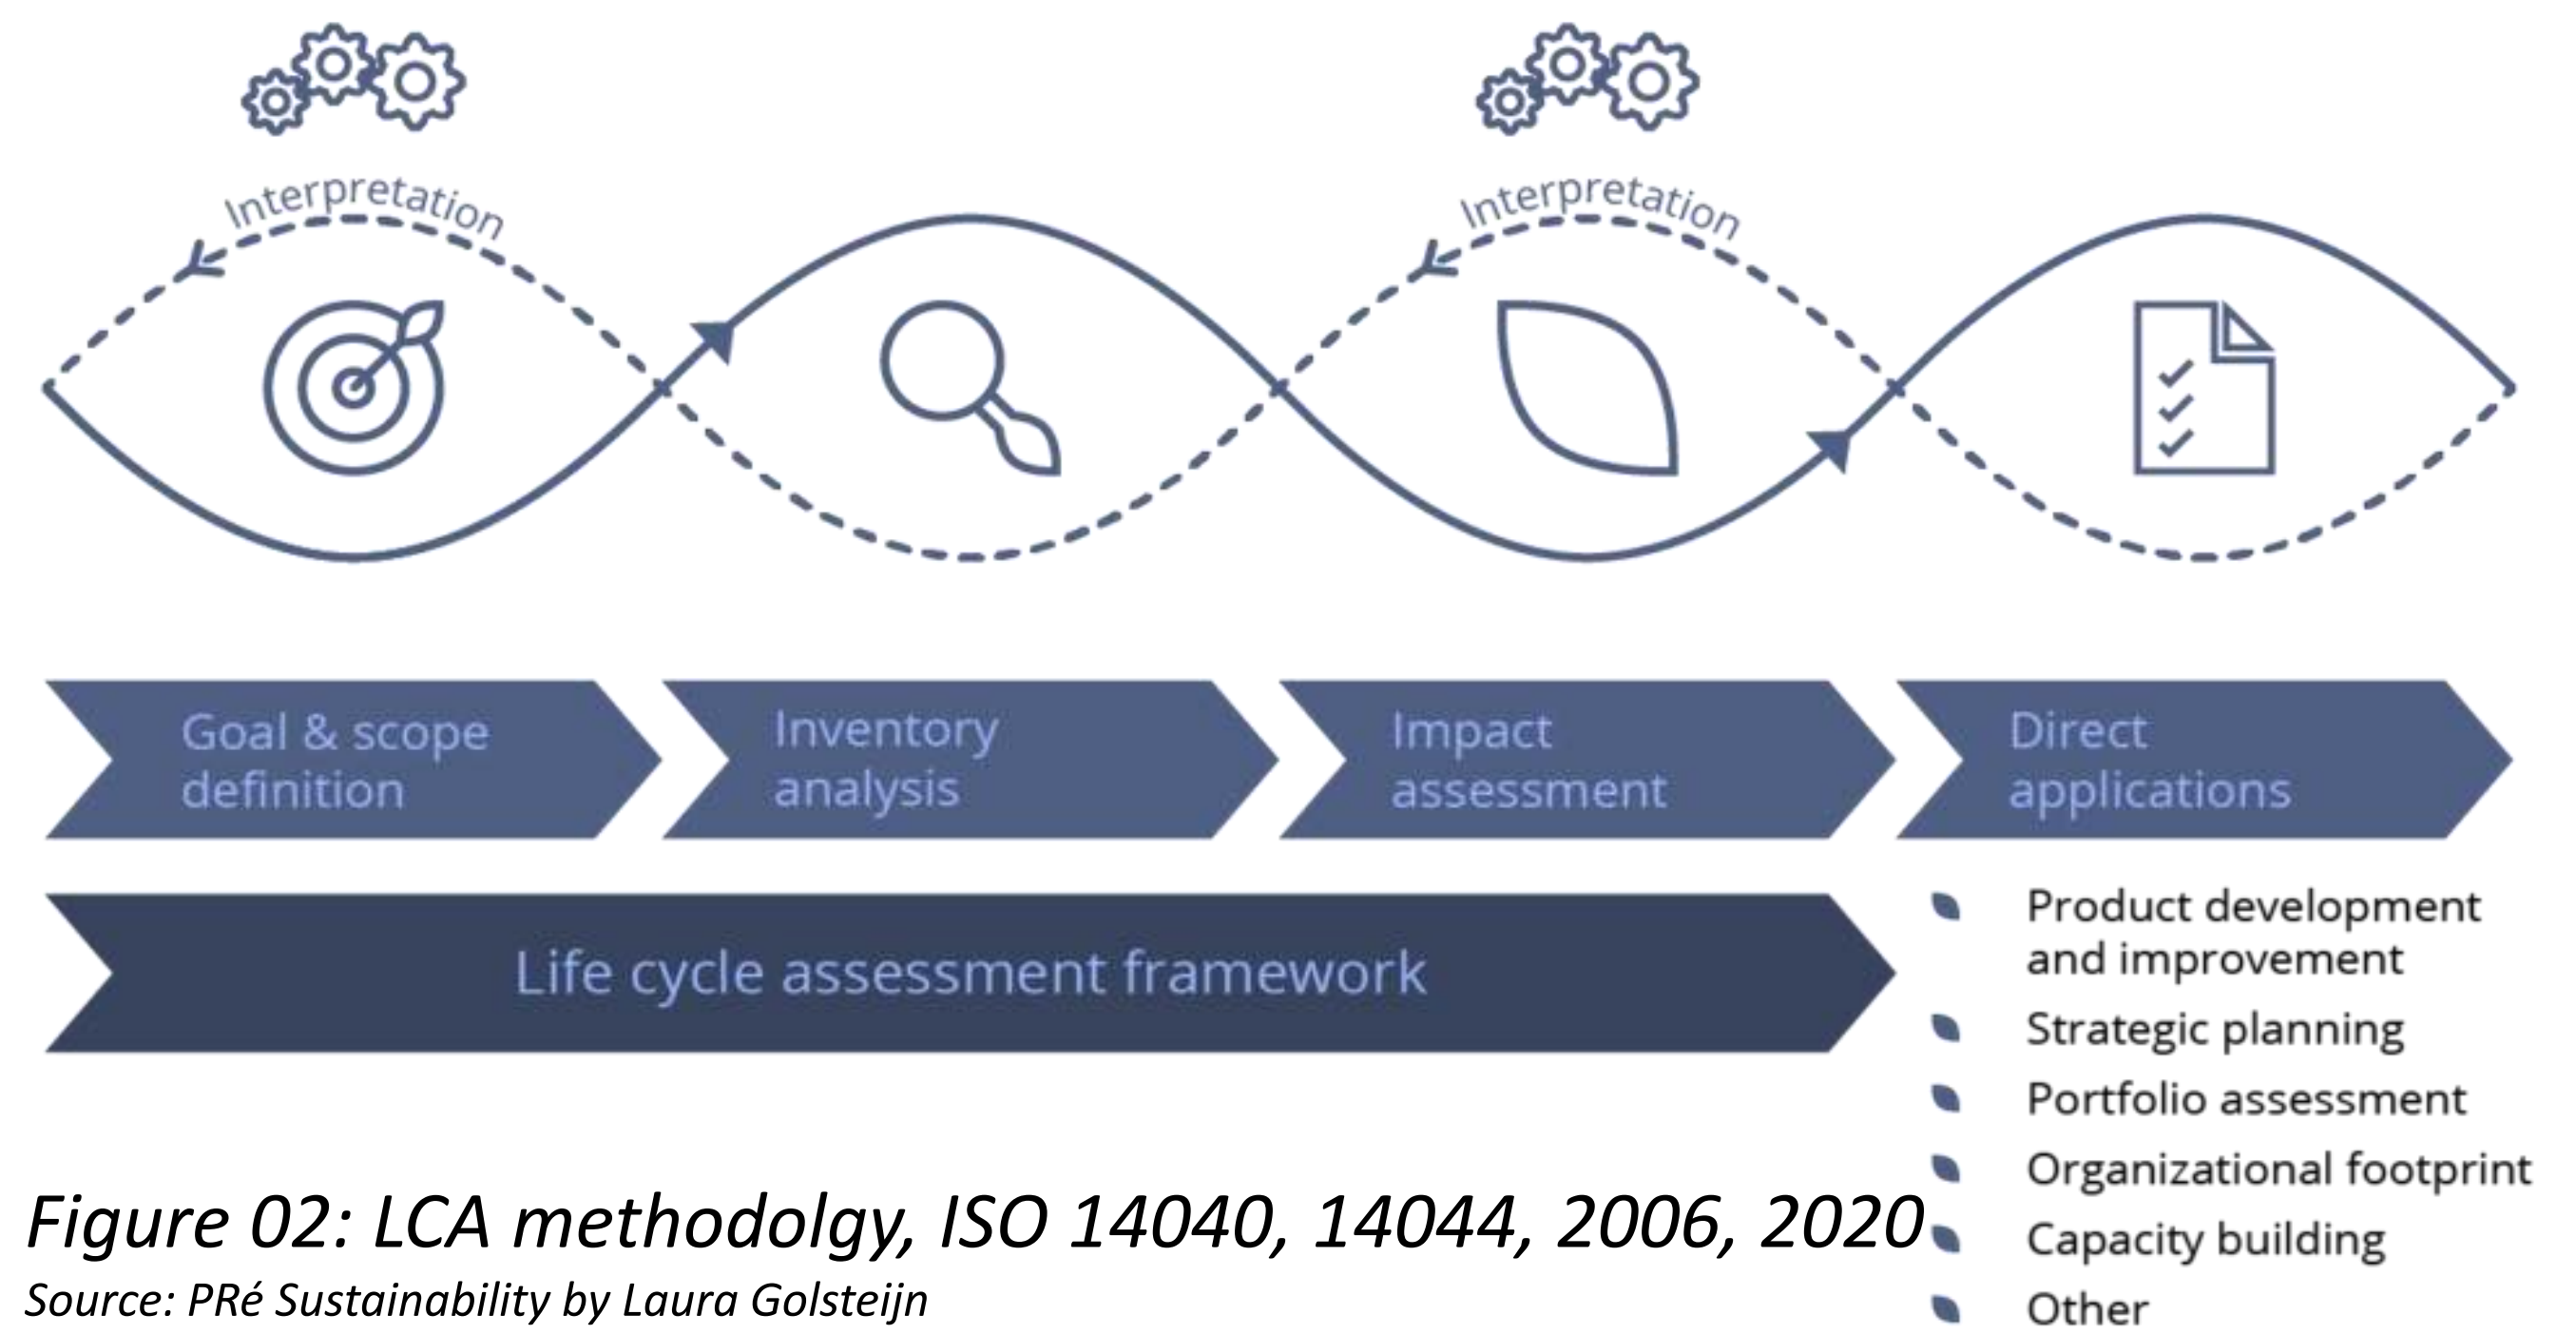 Interpretation
Interpretation
Goal & scope
definition
Inventory
analysis
Impact
assessment
Direct
applications
Life cycle assessment framework
Product development
and improvement
Strategic planning
Portfolio assessment
Organizational footprint
Capacity building
Other
Figure 02: LCA methodolgy, ISO 14040, 14044, 2006, 2020
Source: PRé Sustainability by Laura Golsteijn